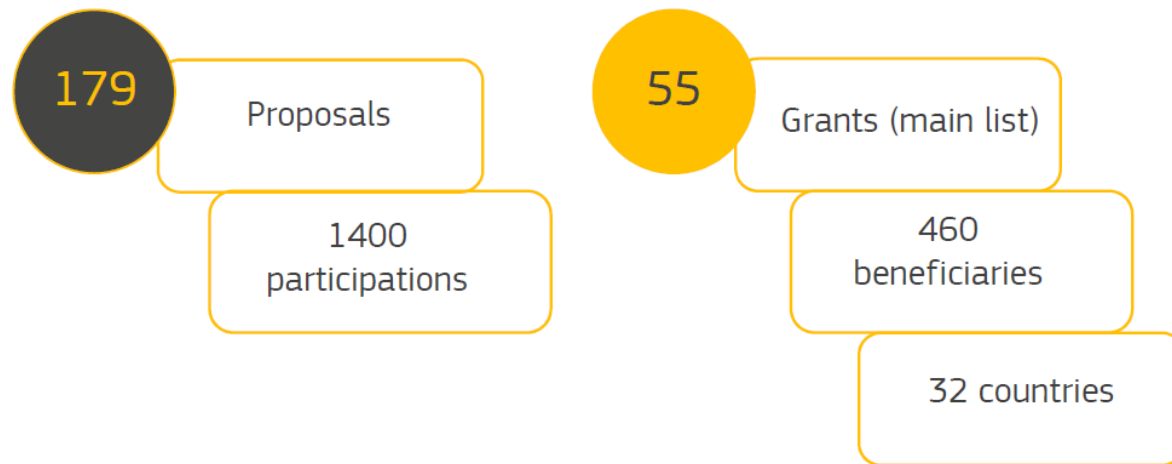 179
Proposals
1400
participations
55
Grants (main list)
460
beneficiaries
32 countries